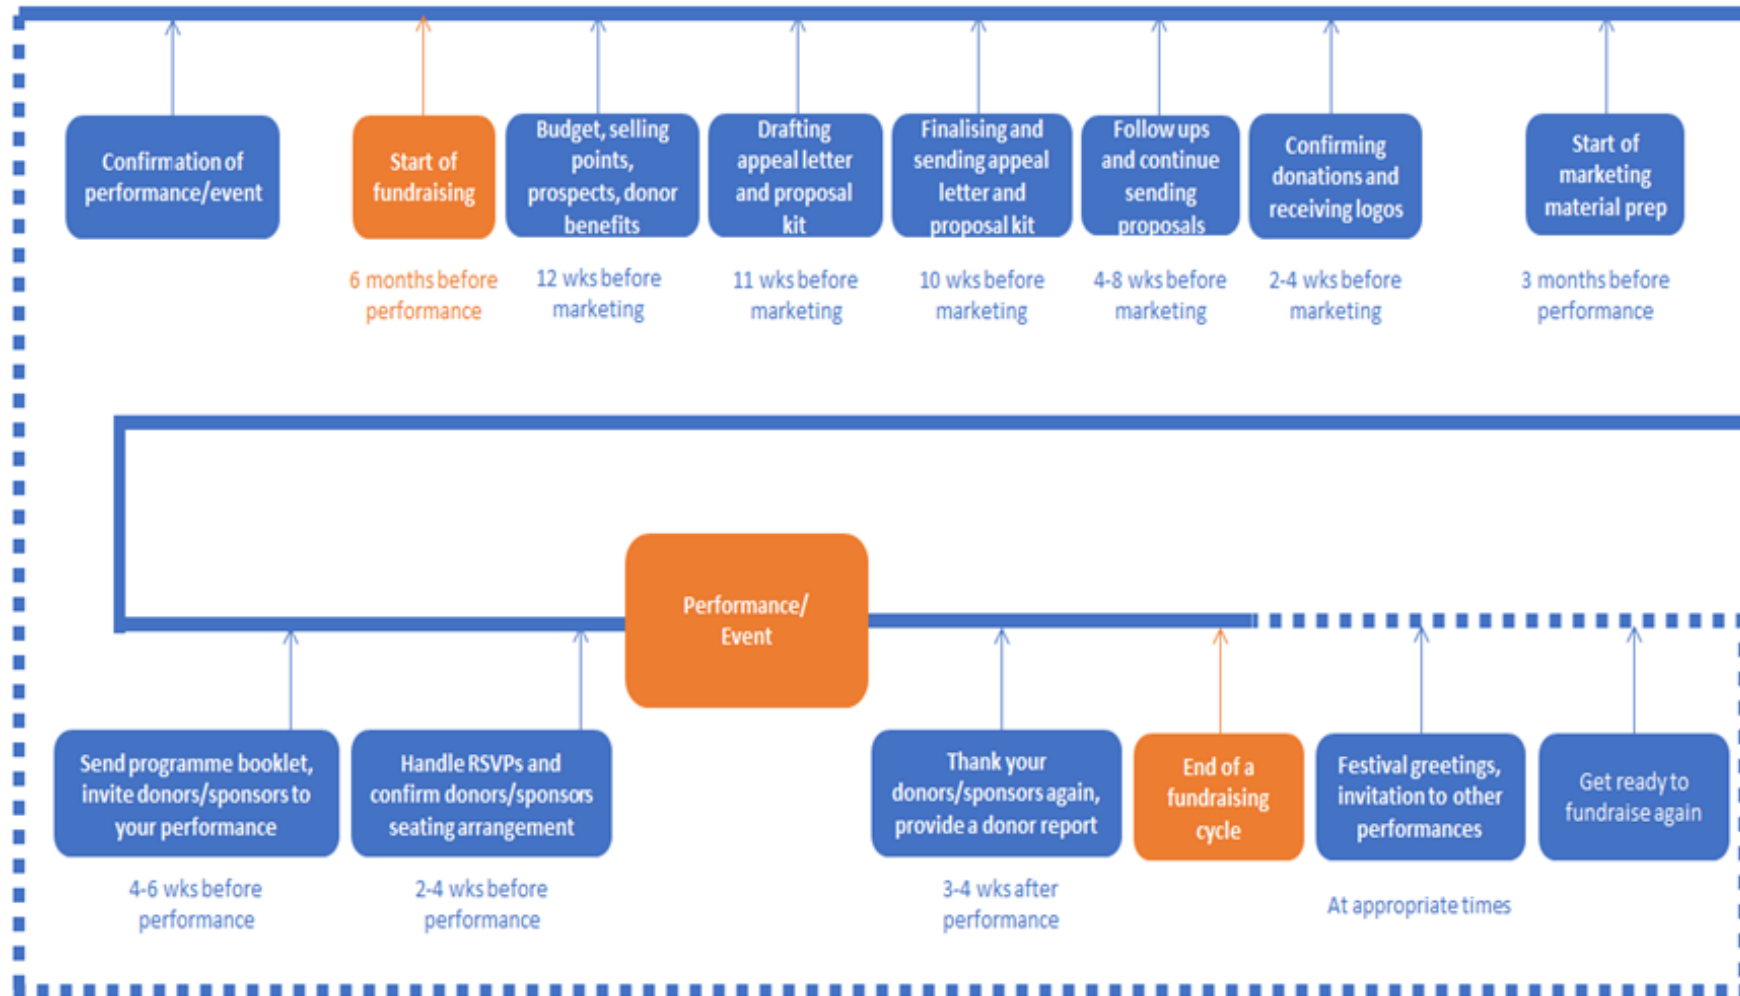 Confirmation of
performance/event
Start of
fundraising
Budget, selling
points,
prospects, donor
benefits
Drafting
appeal letter
and proposal
kit
Finalising and
sending appeal
letter and
proposal kit
Follow ups
and continue
sending
proposals
Confirming
donations and
receiving logos
Start of
marketing
material prep
6 months before
performance
12 wks before
marketing
11 wks before
marketing
10 wks before
marketing
4-8 wks before
marketing
2-4 wks before
marketing
3 months before
performance
Performance/
Event
Send programme booklet,
invite donors/sponsors to
your performance
Handle RSVPs and
confirm donors/sponsors
seating arrangement
Thank your
donors/sponsors again,
provide a donor report
End of a
fundraising
cycle
Festival greetings,
invitation to other
performances
Get ready to
fundraise again
4-6 wks before
performance
2-4 wks before
performance
3-4 wks after
performance
At appropriate times